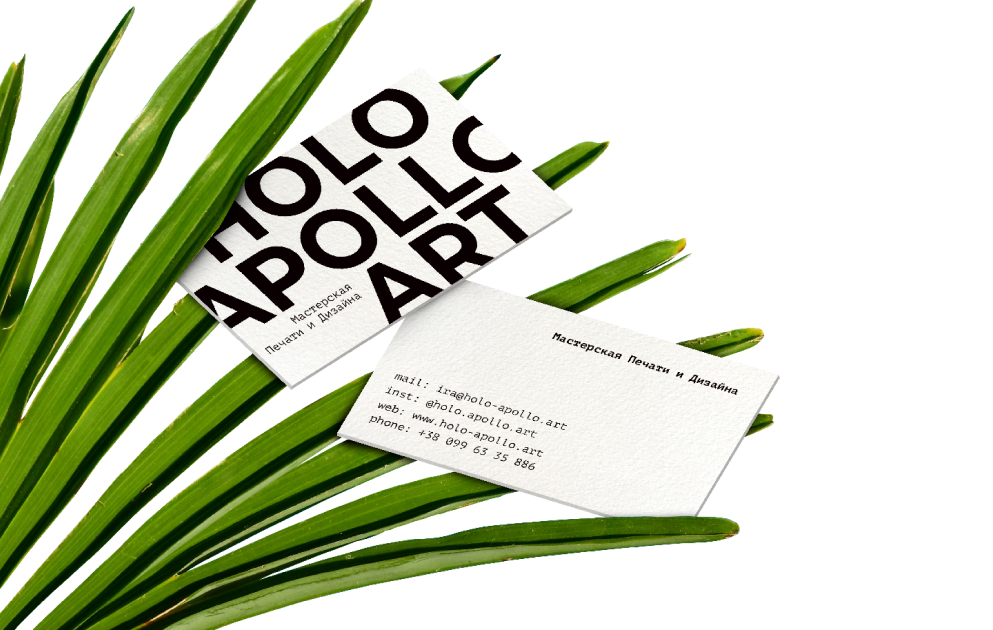 HOLO
APOLLO
ART
Мастерская
Печати и Дизайна
Мастерская Печати и Дизайна
mail: ira@holo-apollo.art
inst: @holo.apollo.art
web: www.holo-apollo.art
phone: +38 099 63 35 886